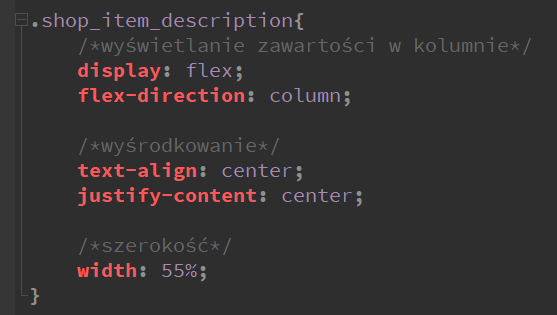 .shop_item_description{
/*wyświetlanie zawartości w kolumnie*/
display: flex;
flex-direction: column;
/*wyśrodkowanie*/
text-align: center;
justify-content: center;
/*szerokość*/
width: 55%;
}